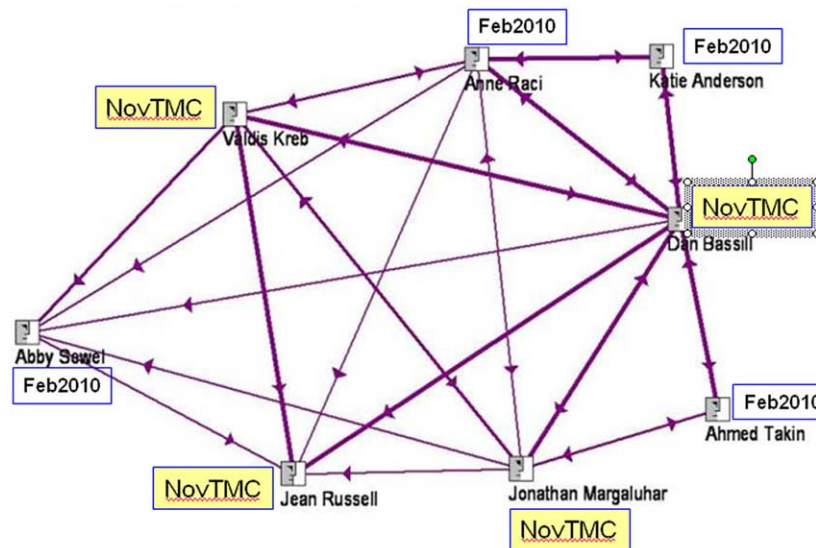 Feb2010
Feb2010
Anne Raci
Katie Anderson
NovTMC
Valdis Kreb
NovTMC
Dan Bassill
Abby Sewel
Feb2010
Feb2010
Ahmed Takin
NovTMC
Jean Russell
Jonathan Margaluhar
NovTMC